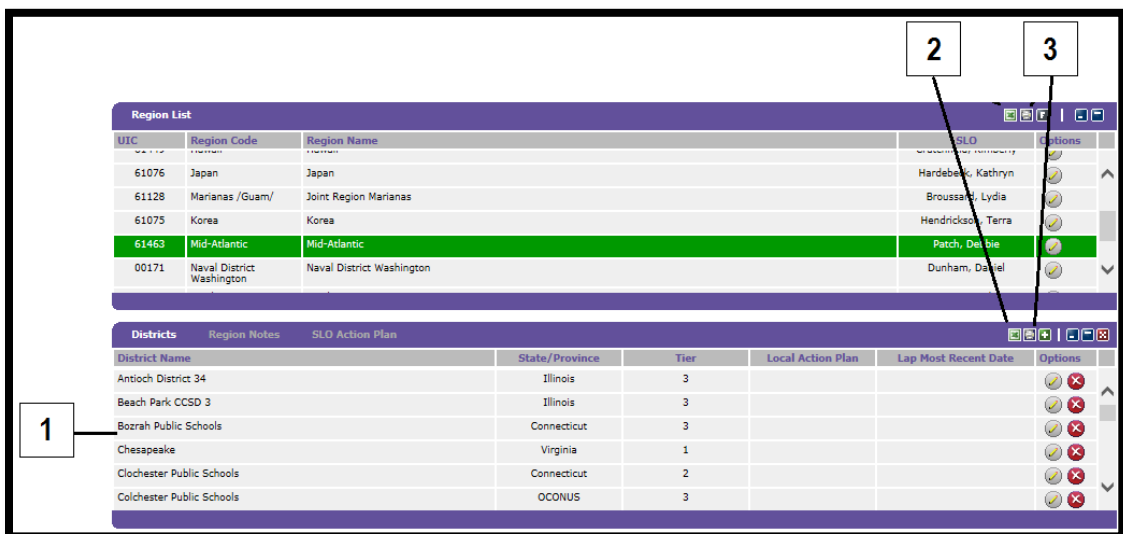 2 3
Region List
UIC Region Code Region Name SLO Options
61076 Japan Japan Hardebeck, Kathryn
61128 Marianas /Guam/ Joint Region Marianas Broussard, Lydia
61075 Korea Korea Hendrickson, Terra
61463 Mid-Atlantic Mid-Atlantic Patch, Debbie
00171 Naval District Naval District Washington Dunham, Daniel
Washington
Districts Region Notes SLO Action Plan
District Name State/Province Tier Local Action Plan Lap Most Recent Date Options
Antioch District 34 Illinois 3
Beach Park CCSD 3 Illinois 3
1
Bozrah Public Schools Connecticut 3
Chesapeake Virginia 1
Clochester Public Schools Connecticut 2
Colchester Public Schools OCONUS 3